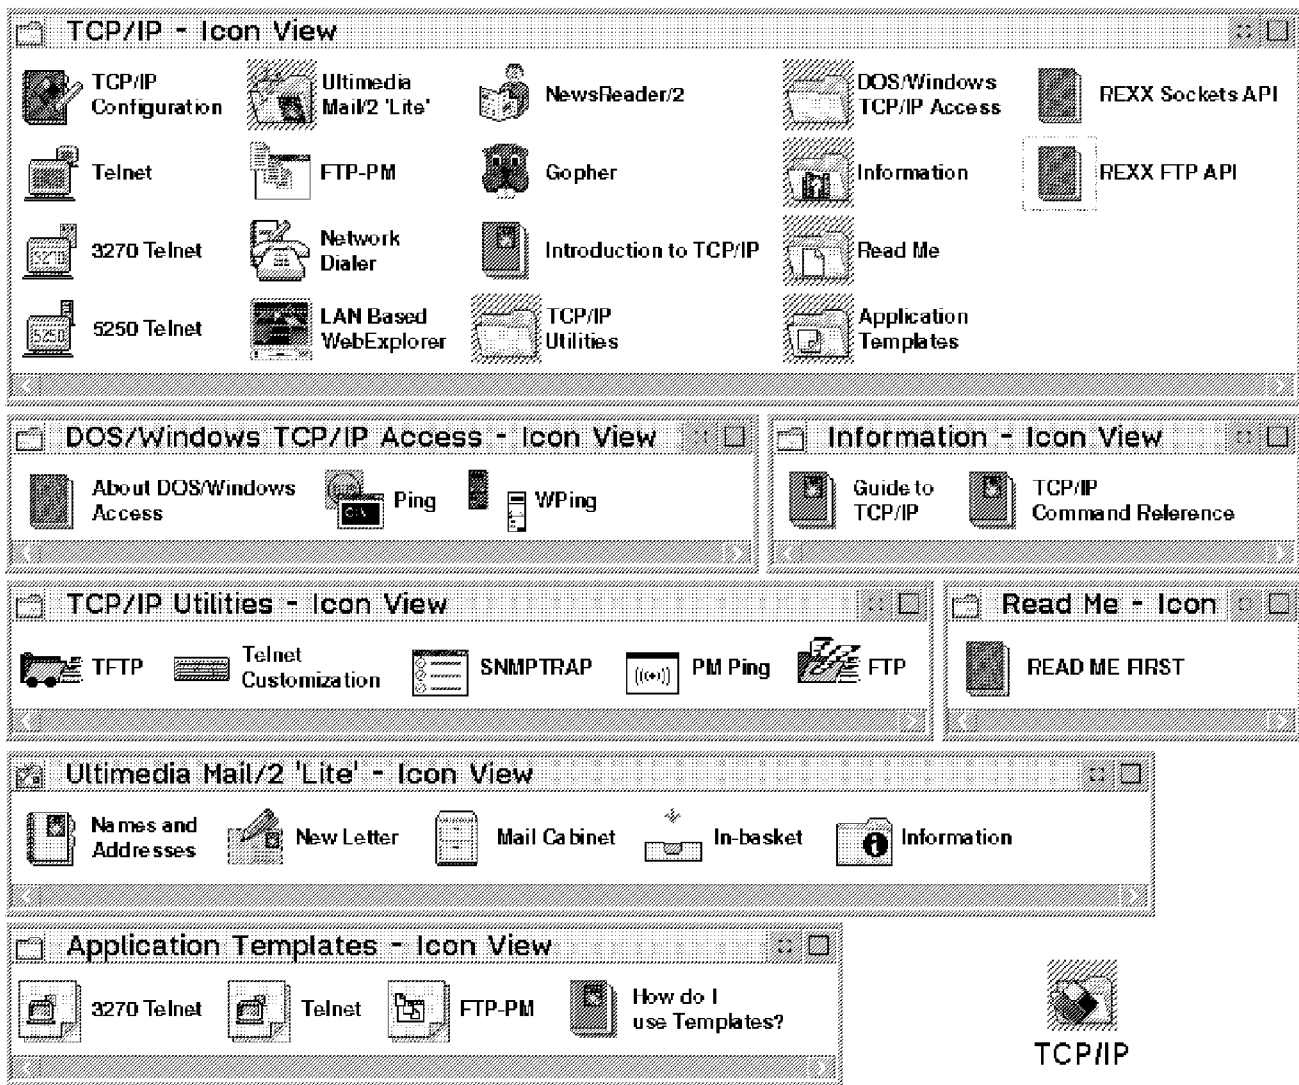 TCP/IP - Icon View
TCP/IP
Configuration
Ultimedia
Mail/2 'Lite'
NewsReader/2
DOS/Windows
TCP/IP Access
REXX Sockets API
Telnet
FTP-PM
Gopher
Information
REXX FTP API
3270
3270 Telnet
Network
Dialer
Introduction to TCP/IP
Read Me
5250
5250 Telnet
LAN Based
WebExplorer
TCP/IP
Utilities
Application
Templates
DOS/Windows TCP/IP Access - Icon View
About DOS/Windows
Access
C:\
Ping
WPing
Information - Icon View
Guide to
TCP/IP
TCP/IP
Command Reference
TCP/IP Utilities - Icon View
TFTP
Telnet
Customization
SNMPTRAP
PM Ping
FTP
Read Me - Icon
READ ME FIRST
Ultimedia Mail/2 'Lite' - Icon View
Names and
Addresses
New Letter
Mail Cabinet
In-basket
Information
Application Templates - Icon View
3270 Telnet
Telnet
FTP-PM
How do I
use Templates?
TCP/IP